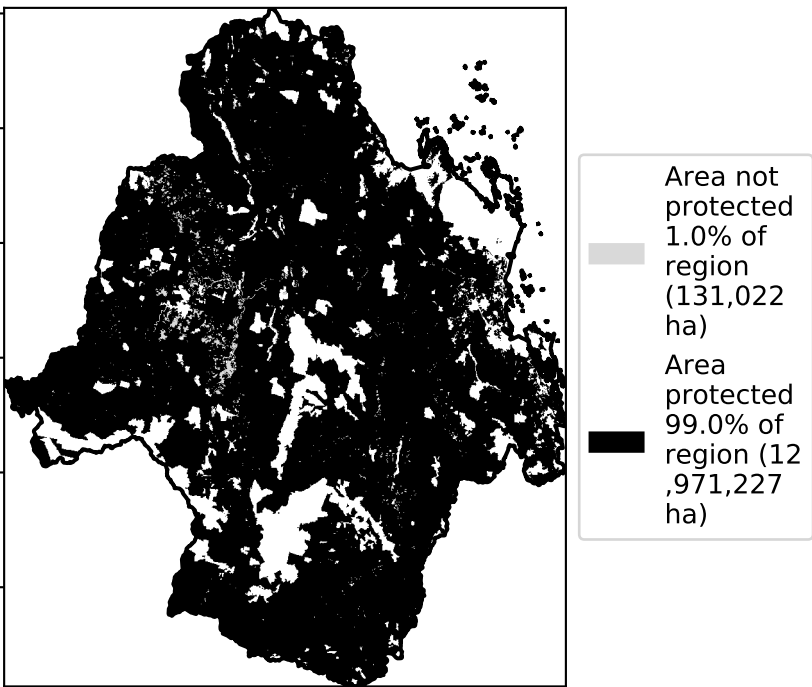 Area not
protected
1.0% of
region
(131,022
ha)
Area
protected
99.0% of
region (12
,971,227
ha)